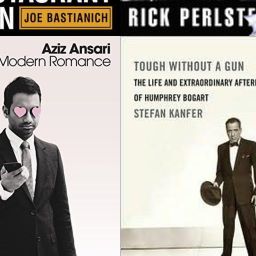 JOE BASTIANICH
RICK PERLST
Aziz Ansari
Modern Romance
TOUGH WITHOUT A GUN
THE LIFE AND EXTRAORDINARY AFTER
OF HUMPHREY BOGART
STEFAN KANFER